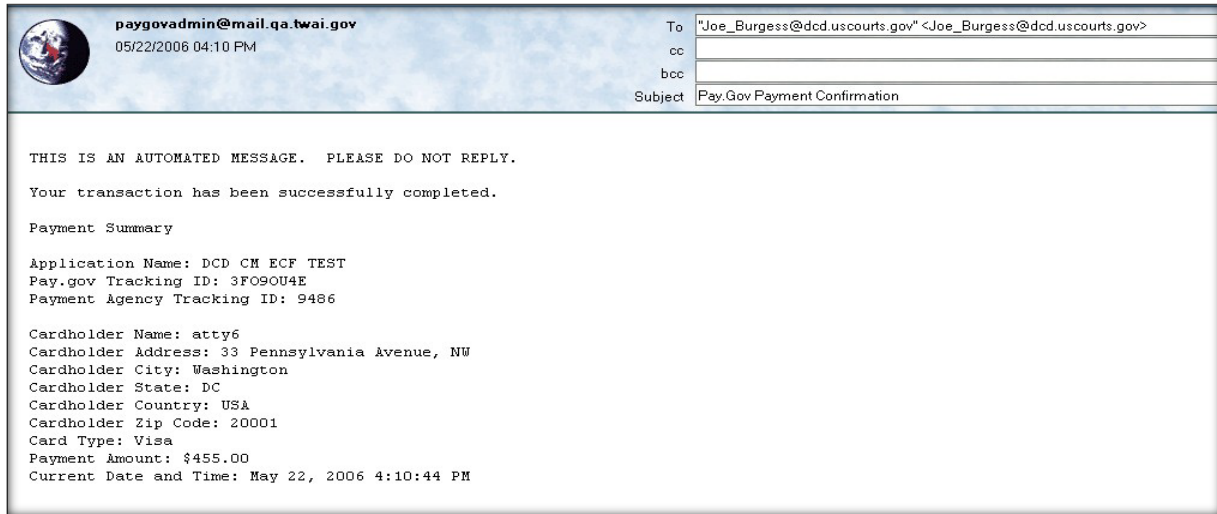 paygovadmin@mail.qa.twai.gov
05/22/2006 04:10 PM
To "Joe_Burgess@dcd.uscourts.gov" <Joe_Burgess@dcd.uscourts.gov>
cc
bcc
Subject Pay.Gov Payment Confirmation
THIS IS AN AUTOMATED MESSAGE. PLEASE DO NOT REPLY.
Your transaction has been successfully completed.
Payment Summary
Application Name: DCD CM ECF TEST
Pay.gov Tracking ID: 3FO9OU4E
Payment Agency Tracking ID: 9486
Cardholder Name: atty6
Cardholder Address: 33 Pennsylvania Avenue, NW
Cardholder City: Washington
Cardholder State: DC
Cardholder Country: USA
Cardholder Zip Code: 20001
Card Type: Visa
Payment Amount: $455.00
Current Date and Time: May 22, 2006 4:10:44 PM